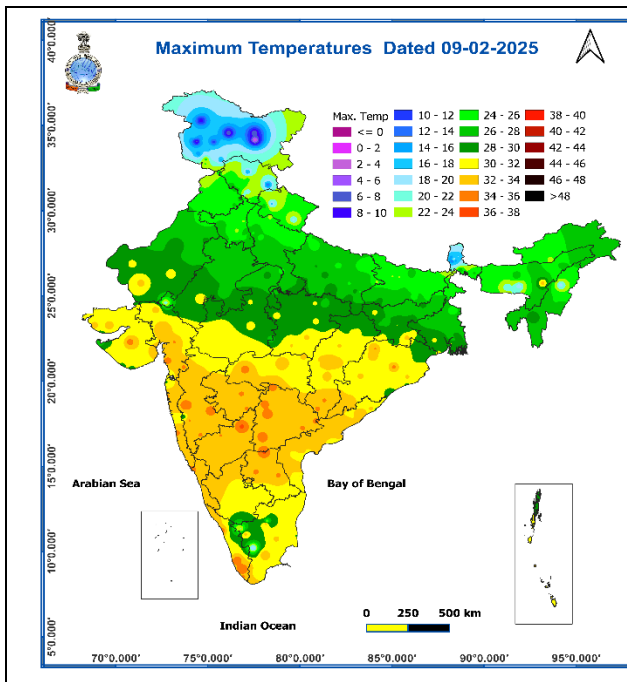 Maximum Temperatures Dated 09-02-2025
Max. Temp
<= 0
0 - 2
2 - 4
4 - 6
6 - 8
8 - 10
10 - 12
12 - 14
14 - 16
16 - 18
18 - 20
20 - 22
22 - 24
24 - 26
26 - 28
28 - 30
30 - 32
32 - 34
34 - 36
36 - 38
38 - 40
40 - 42
42 - 44
44 - 46
46 - 48
>48
40°0.000'
35°0.000'
30°0.000'
25°0.000'
20°0.000'
15°0.000'
10°0.000'
5°0.000'
Arabian Sea
Bay of Bengal
Indian Ocean
0 250 500 km
70°0.000' 75°0.000' 80°0.000' 85°0.000' 90°0.000' 95°0.000'